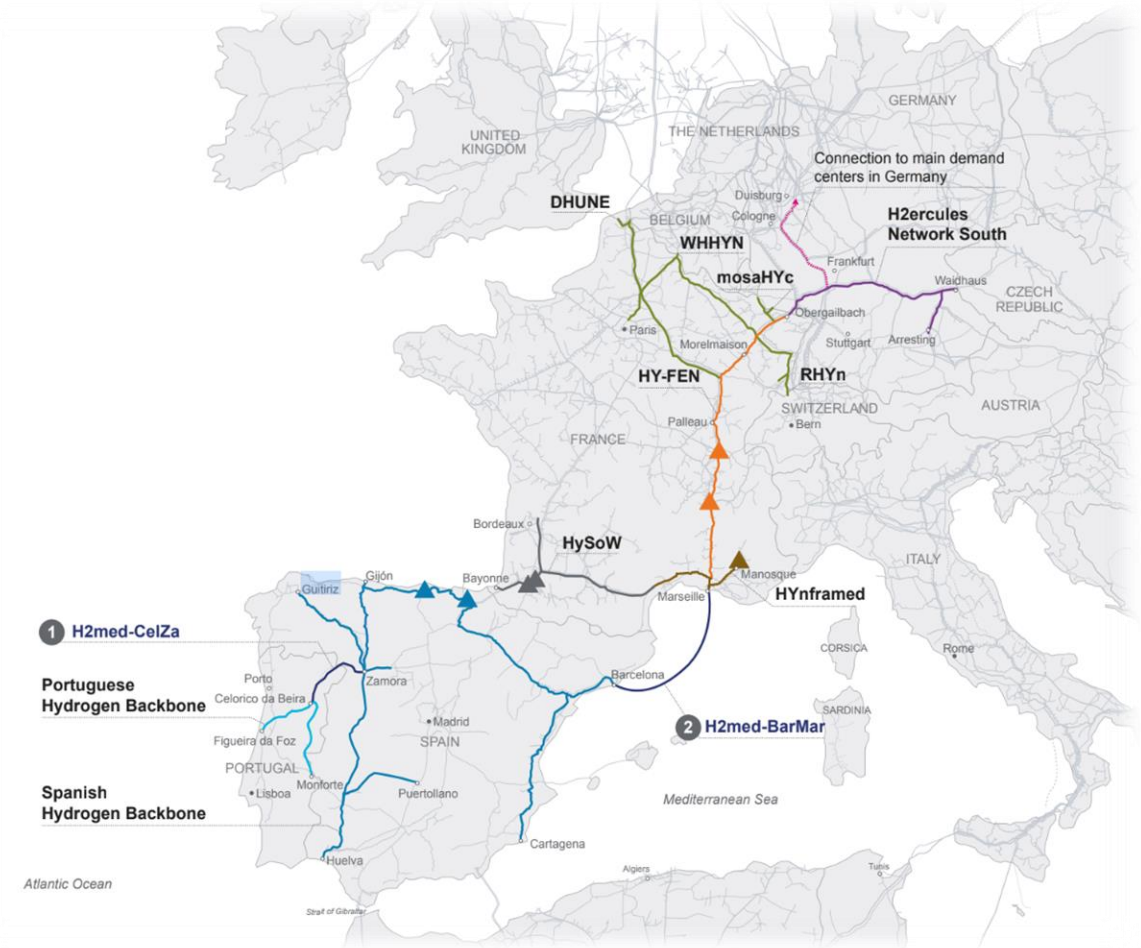 GERMANY
UNITED
KINGDOM
THE NETHERLANDS
Connection to main demand
centers in Germany
Duisburg
DHUNE
Cologne
BELGIUM
H2ercules
Network South
WHHYN
Frankfurt
mosaHYc
Waidhaus
CZECH
REPUBLIC
Obergailbach
Paris
Stuttgart
Arresting
Morelmaison
HY-FEN
RHYn
SWITZERLAND
AUSTRIA
Palleau
Bern
FRANCE
Bordeaux
HySoW
ITALY
Gijón
Bayonne
Manosque
Guitiriz
Marseille
HYnframed
1 H2med-CelZa
CORSICA
Rome
Porto
Zamora
Barcelona
Portuguese
Hydrogen Backbone
Celorico da Beira
SARDINIA
Madrid
2 H2med-BarMar
Figueira da Foz
SPAIN
PORTUGAL
Monforte
Lisboa
Puertollano
Mediterranean Sea
Spanish
Hydrogen Backbone
Cartagena
Huelva
Algiers
Tunis
Atlantic Ocean
Strait of Gibraltar